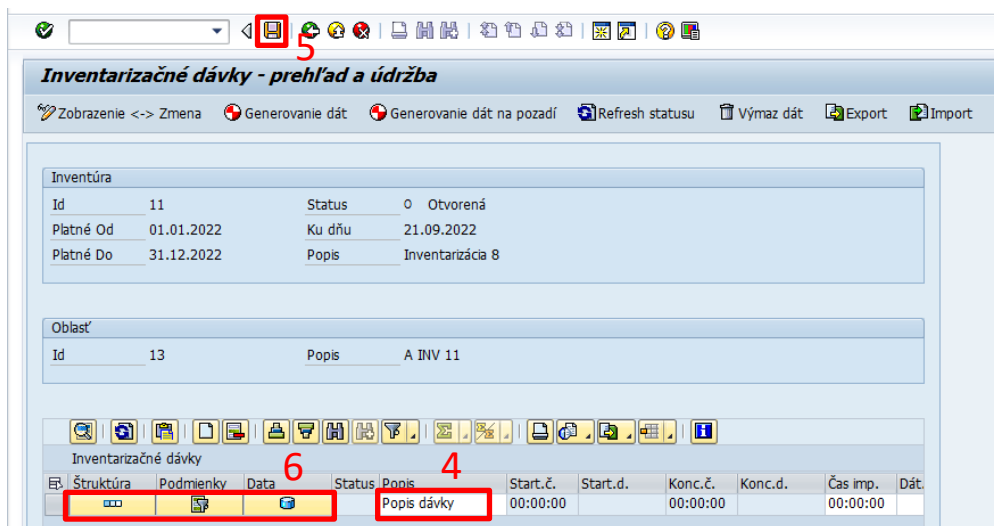 5
Inventarizačné dávky - prehľad a údržba
Zobrazenie <-> Zmena Generovanie dát Generovanie dát na pozadí Refresh statusu Výmaz dát Export Import
Inventúra
Id 11 Status O Otvorená
Platné Od 01.01.2022 Ku dňu 21.09.2022
Platné Do 31.12.2022 Popis Inventarizácia 8
Oblasť
Id 13 Popis A INV 11
Inventarizačné dávky
6 4
Štruktúra Podmienky Data Status Popis Start.č. Start.d. Konc.č. Konc.d. Čas imp. Dát.
Popis dávky 00:00:00 00:00:00 00:00:00